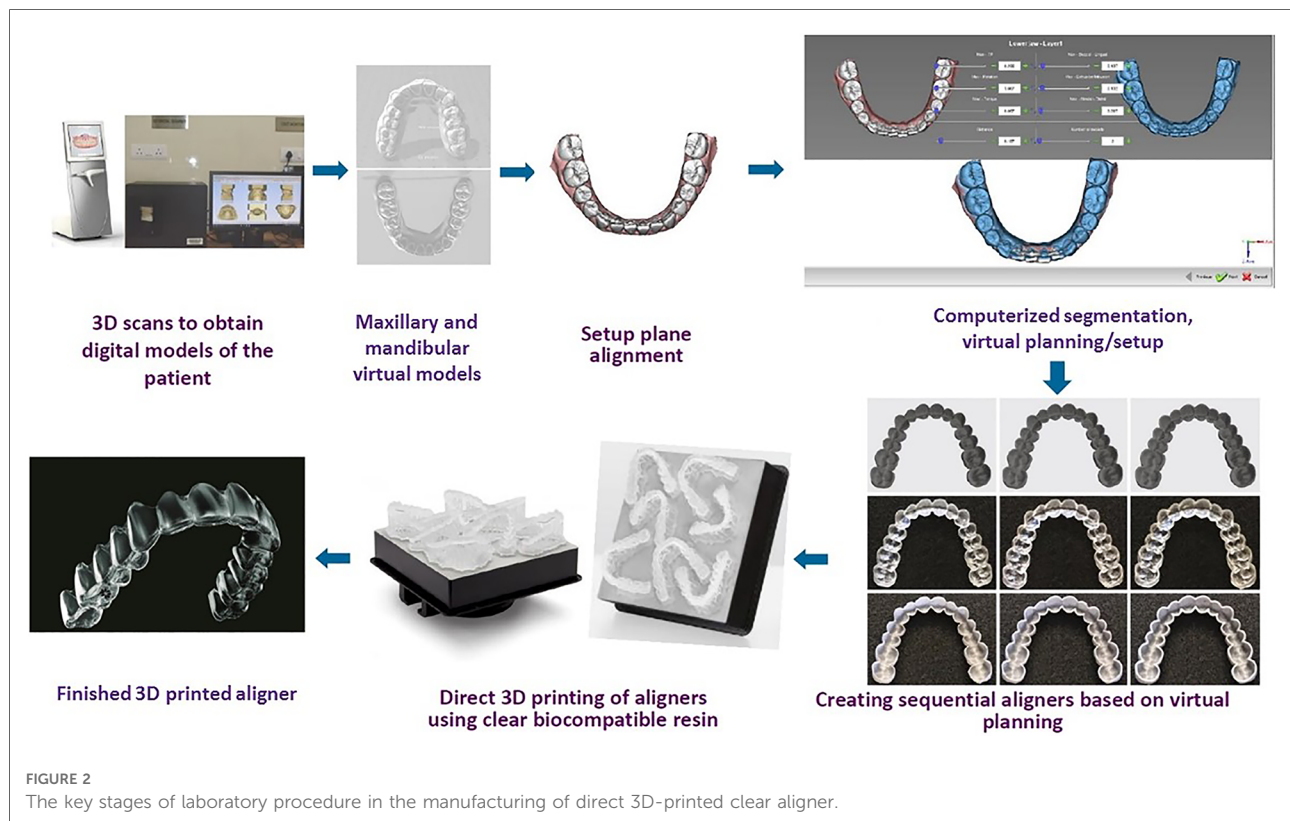 Lower Jaw - Layer1
3D scans to obtain
digital models of the
patient
Maxillary and
mandibular
virtual models
Setup plane
alignment
Computerized segmentation,
virtual planning/setup
Finished 3D printed aligner
Direct 3D printing of aligners
using clear biocompatible resin
Creating sequential aligners based on virtual
planning
FIGURE 2
The key stages of laboratory procedure in the manufacturing of direct 3D-printed clear aligner.